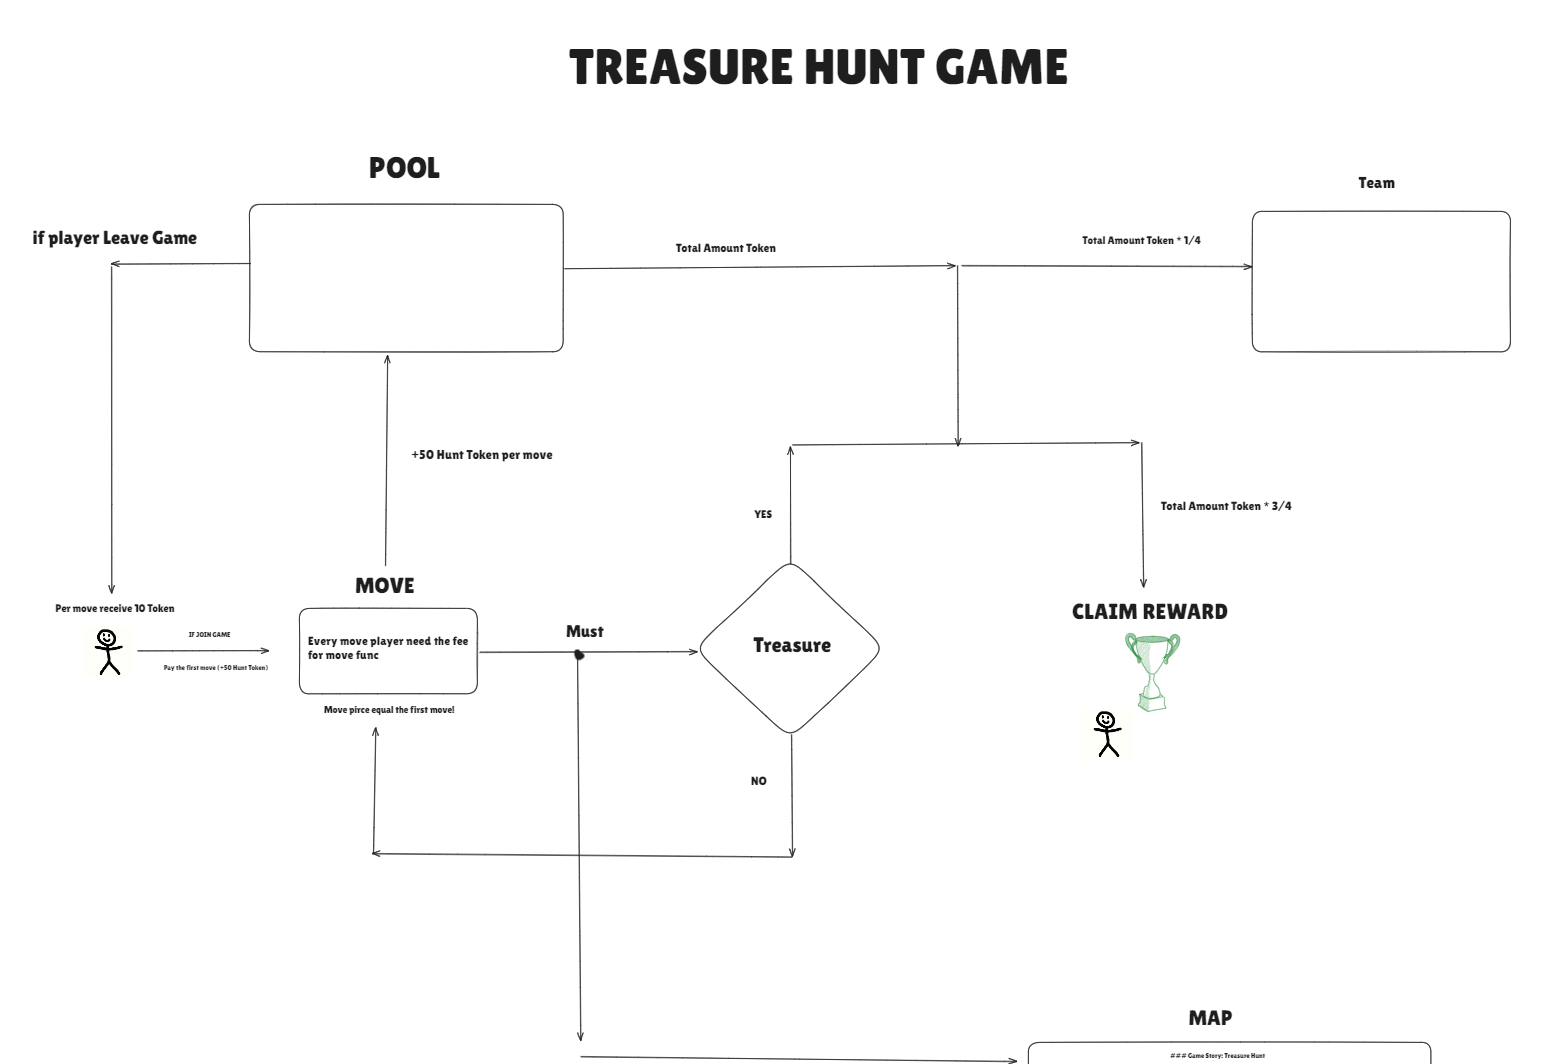 TREASURE HUNT GAME
POOL
Team
if player Leave Game
Total Amount Token
Total Amount Token * 1/4
+50 Hunt Token per move
YES
Total Amount Token * 3/4
MOVE
Per move receive 10 Token
CLAIM REWARD
IF JOIN GAME
Must
Every move player need the fee
for move func
Treasure
Pay the first move (+50 Hunt Token)
Move pirce equal the first move!
NO
MAP
### Game Story: Treasure Hunt